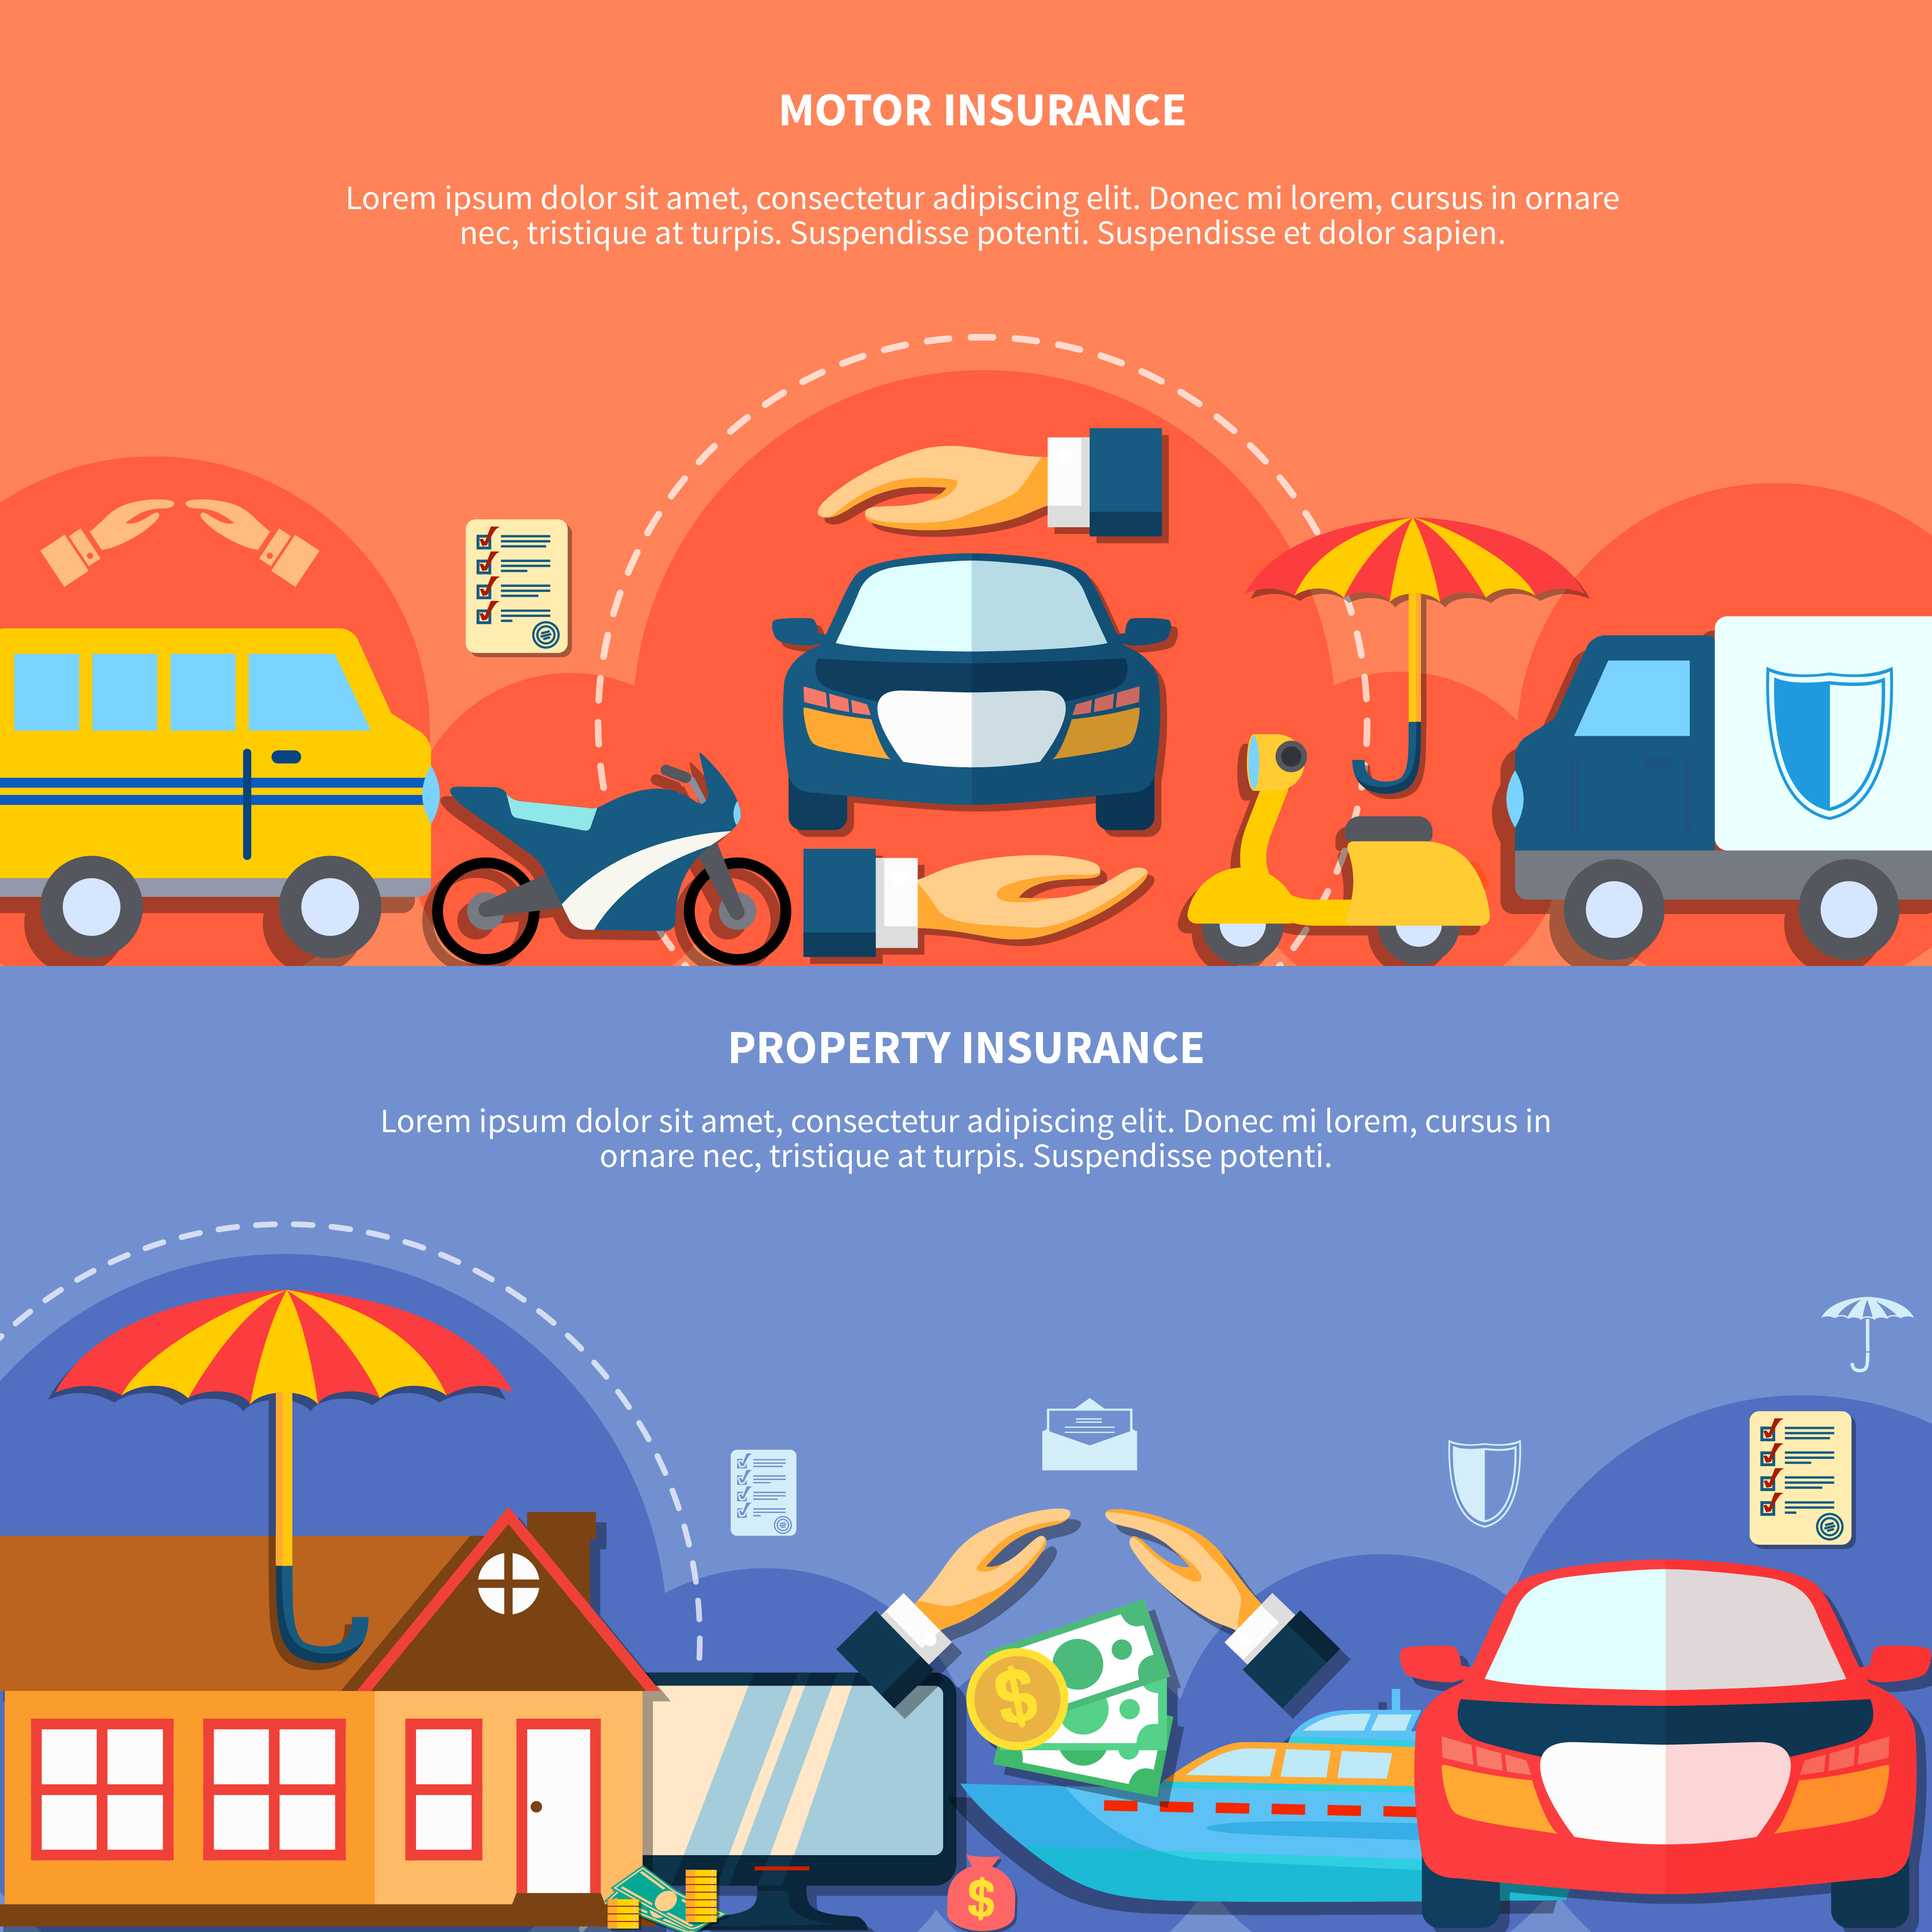 MOTOR INSURANCE
Lorem ipsum dolor sit amet, consectetur adipiscing elit. Donec mi lorem, cursus in ornare
nec, tristique at turpis. Suspendisse potenti. Suspendisse et dolor sapien.
PROPERTY INSURANCE
Lorem ipsum dolor sit amet, consectetur adipiscing elit. Donec mi lorem, cursus in
ornare nec, tristique at turpis. Suspendisse potenti.
$
$